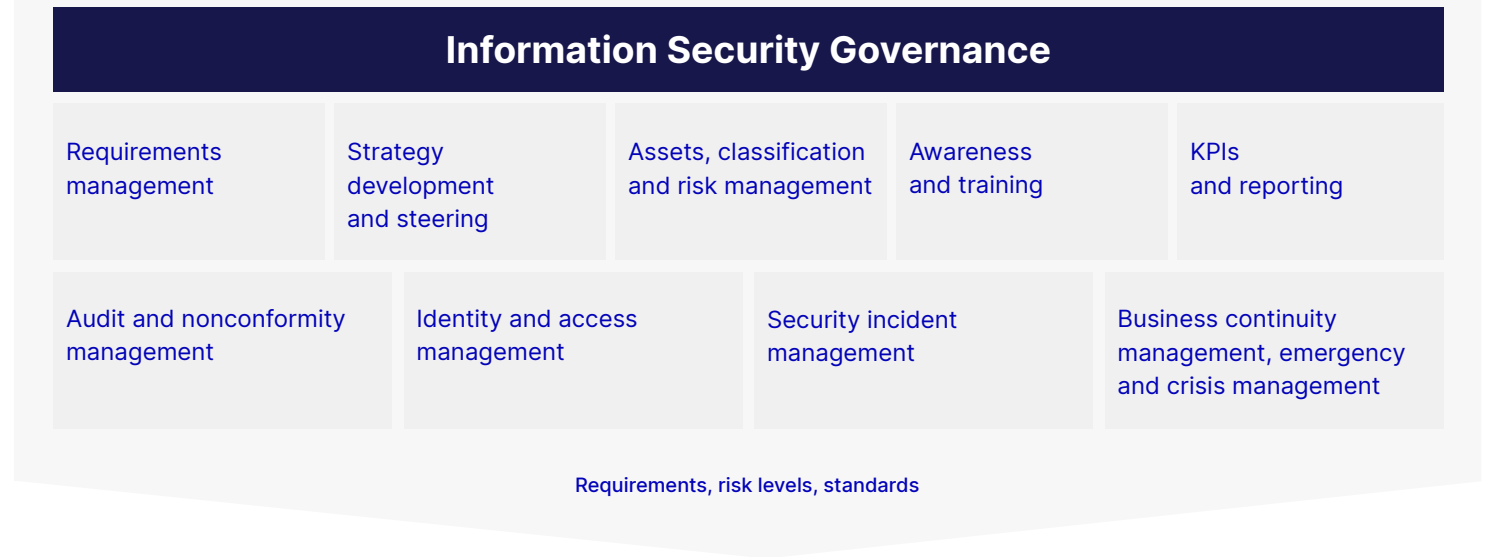 Information Security Governance
Requirements
management
Strategy
development
and steering
Assets, classification
and risk management
Awareness
and training
KPIs
and reporting
Audit and nonconformity
management
Identity and access
management
Security incident
management
Business continuity
management, emergency
and crisis management
Requirements, risk levels, standards